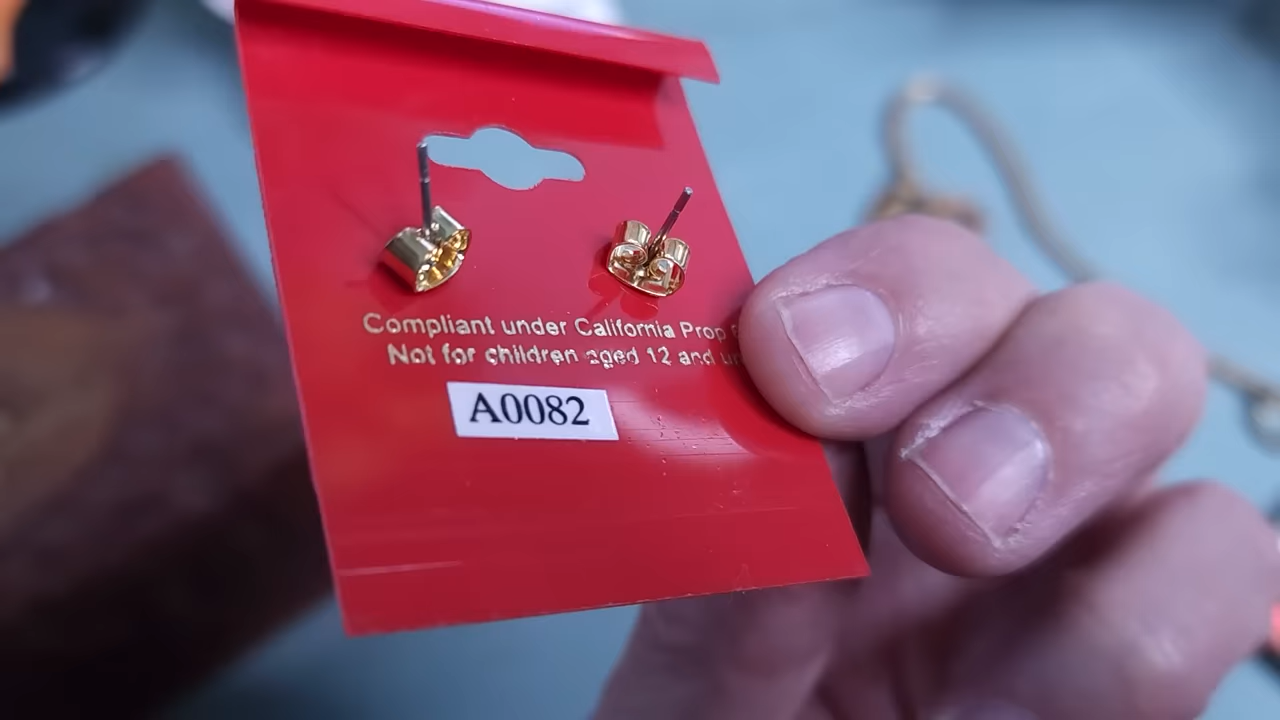 Compliant under California Prop
Not for children aged 12 and
A0082